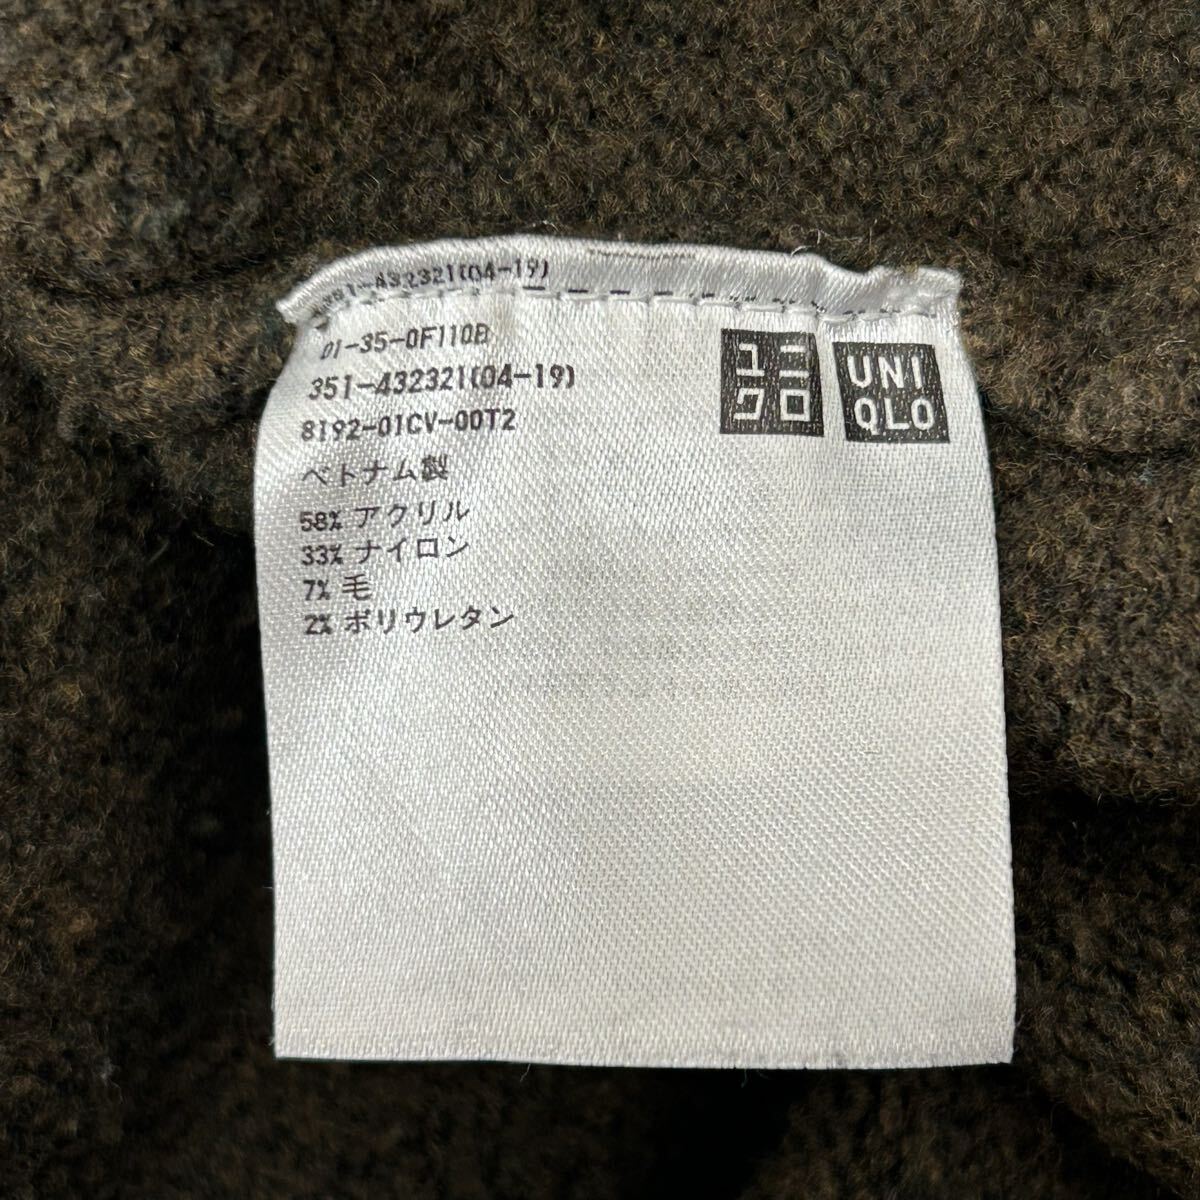 351-432321(04-19)
01-35-0F110B
351-432321(04-19)
8192-01CV-00T2
ベトナム製
58% アクリル
33% ナイロン
7% 毛
2% ポリウレタン
ユニ
クロ
UNI
QLO